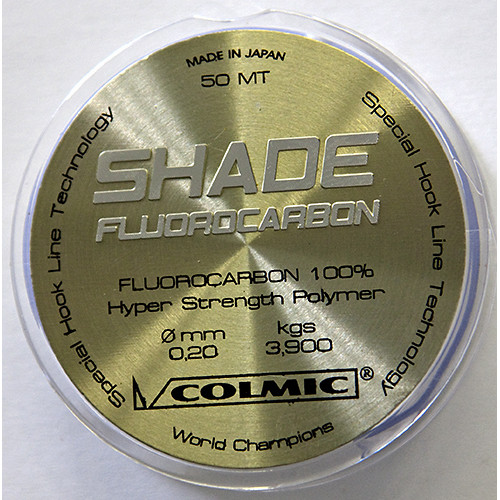 MADE IN JAPAN
50 MT
SHADE
FLUOROCARBON
FLUOROCARBON 100%
Hyper Strength Polymer
Ø mm kgs
0,20 3,900
COLMIC®
World Champions
Special Hook Line Technology
Special Hook Line Technology